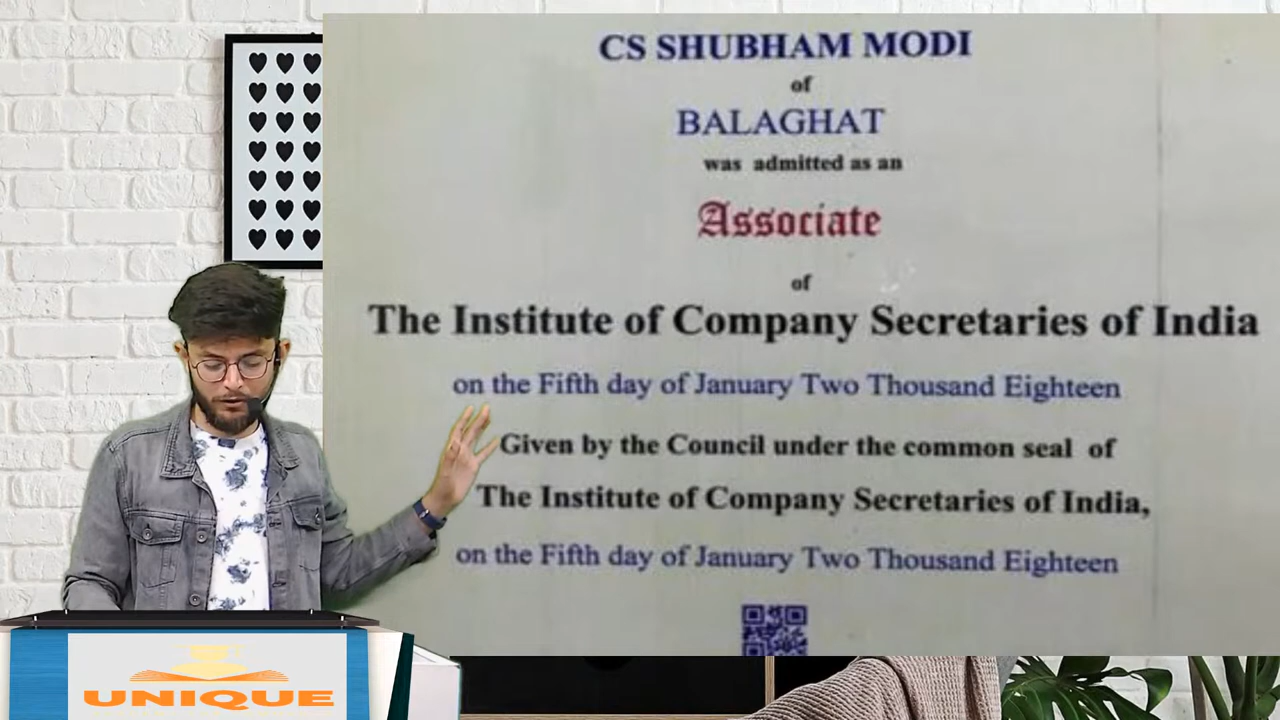 CS SHUBHAM MODI
of
BALAGHAT
was admitted as an
Associate
of
The Institute of Company Secretaries of India
on the Fifth day of January Two Thousand Eighteen
Given by the Council under the common seal of
The Institute of Company Secretaries of India,
on the Fifth day of January Two Thousand Eighteen
UNIQUE